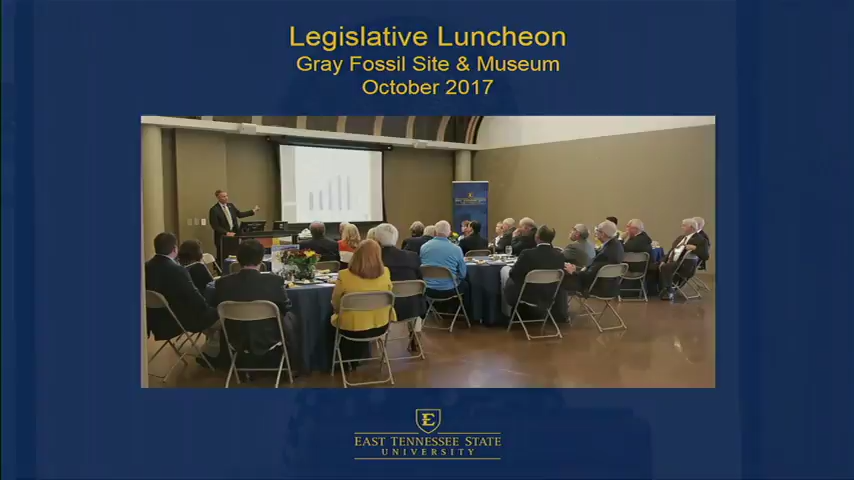 Legislative Luncheon
Gray Fossil Site & Museum
October 2017
E
EAST TENNESSEE STATE
UNIVERSITY